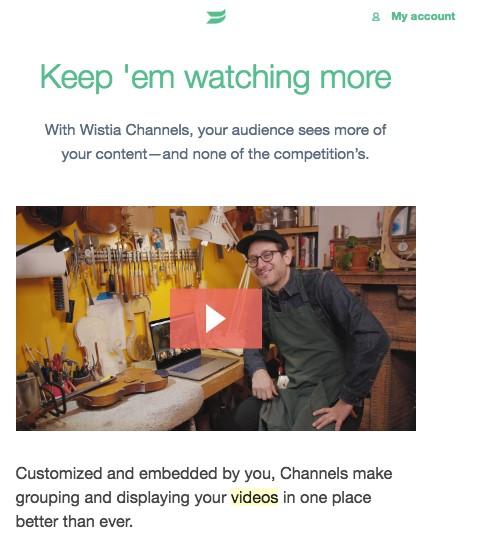 My account
Keep 'em watching more
With Wistia Channels, your audience sees more of
your content—and none of the competition’s.
Customized and embedded by you, Channels make
grouping and displaying your videos in one place
better than ever.